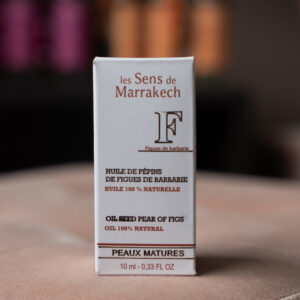 les Sens de
Marrakech
F
Figues de barbarie
HUILE DE PÉPINS
DE FIGUES DE BARBARIE
HUILE 100 % NATURELLE
OIL SEED PEAR OF FIGS
OIL 100% NATURAL
PEAUX MATURES
10 ml - 0,33 FL OZ